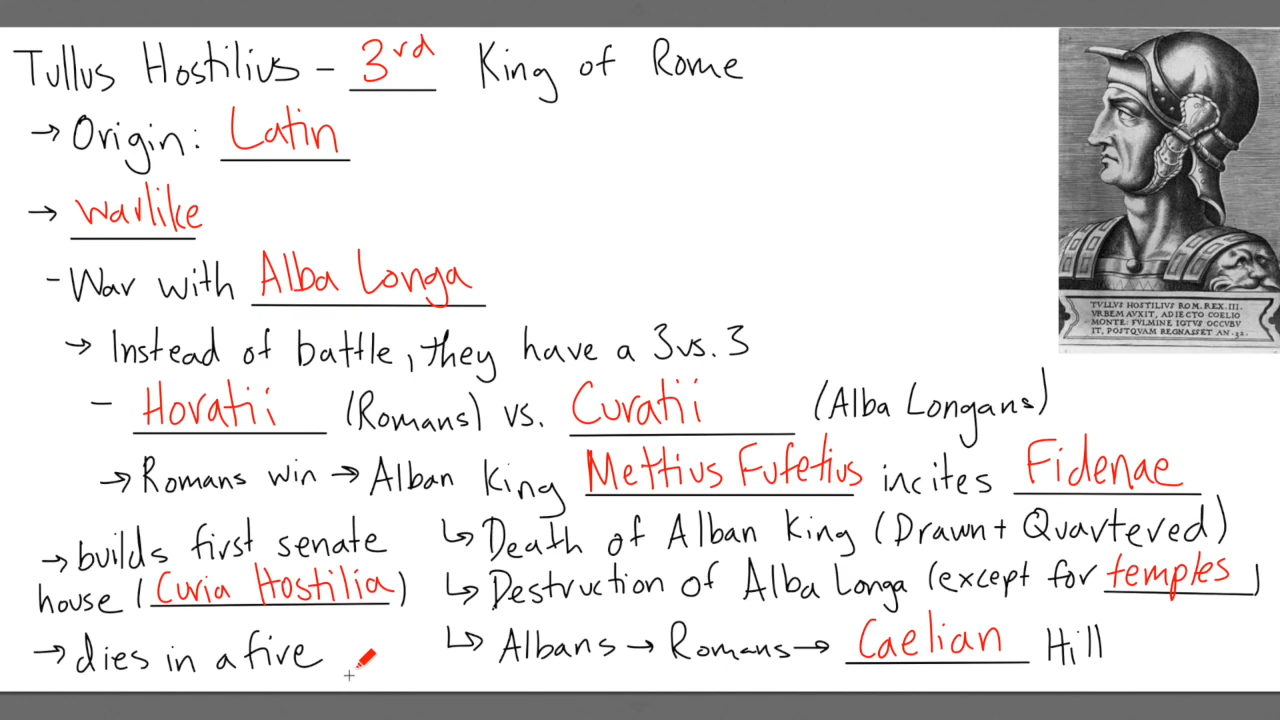 Tullus Hostilius - 3rd King of Rome
→ Origin: Latin
→ warlike
- War with Alba Longa
→ Instead of battle, they have a 3 vs. 3
- Horatii (Romans) vs. Curatii (Alba Longans)
→ Romans win → Alban King Mettius Fufetius incites Fidenae
↳ Death of Alban King (Drawn + Quartered)
↳ Destruction of Alba Longa (except for temples)
↳ Albans → Romans → Caelian Hill
→ builds first senate
house (Curia Hostilia)
→ dies in a fire
TVLLVS HOSTILIVS ROM. REX. III.
VRBEM AVXIT, ADIECTO COELIO
MONTE: FVLMINE IGTVS OCCVBV
IT, POSTQVAM REGNASSET AN. 32.